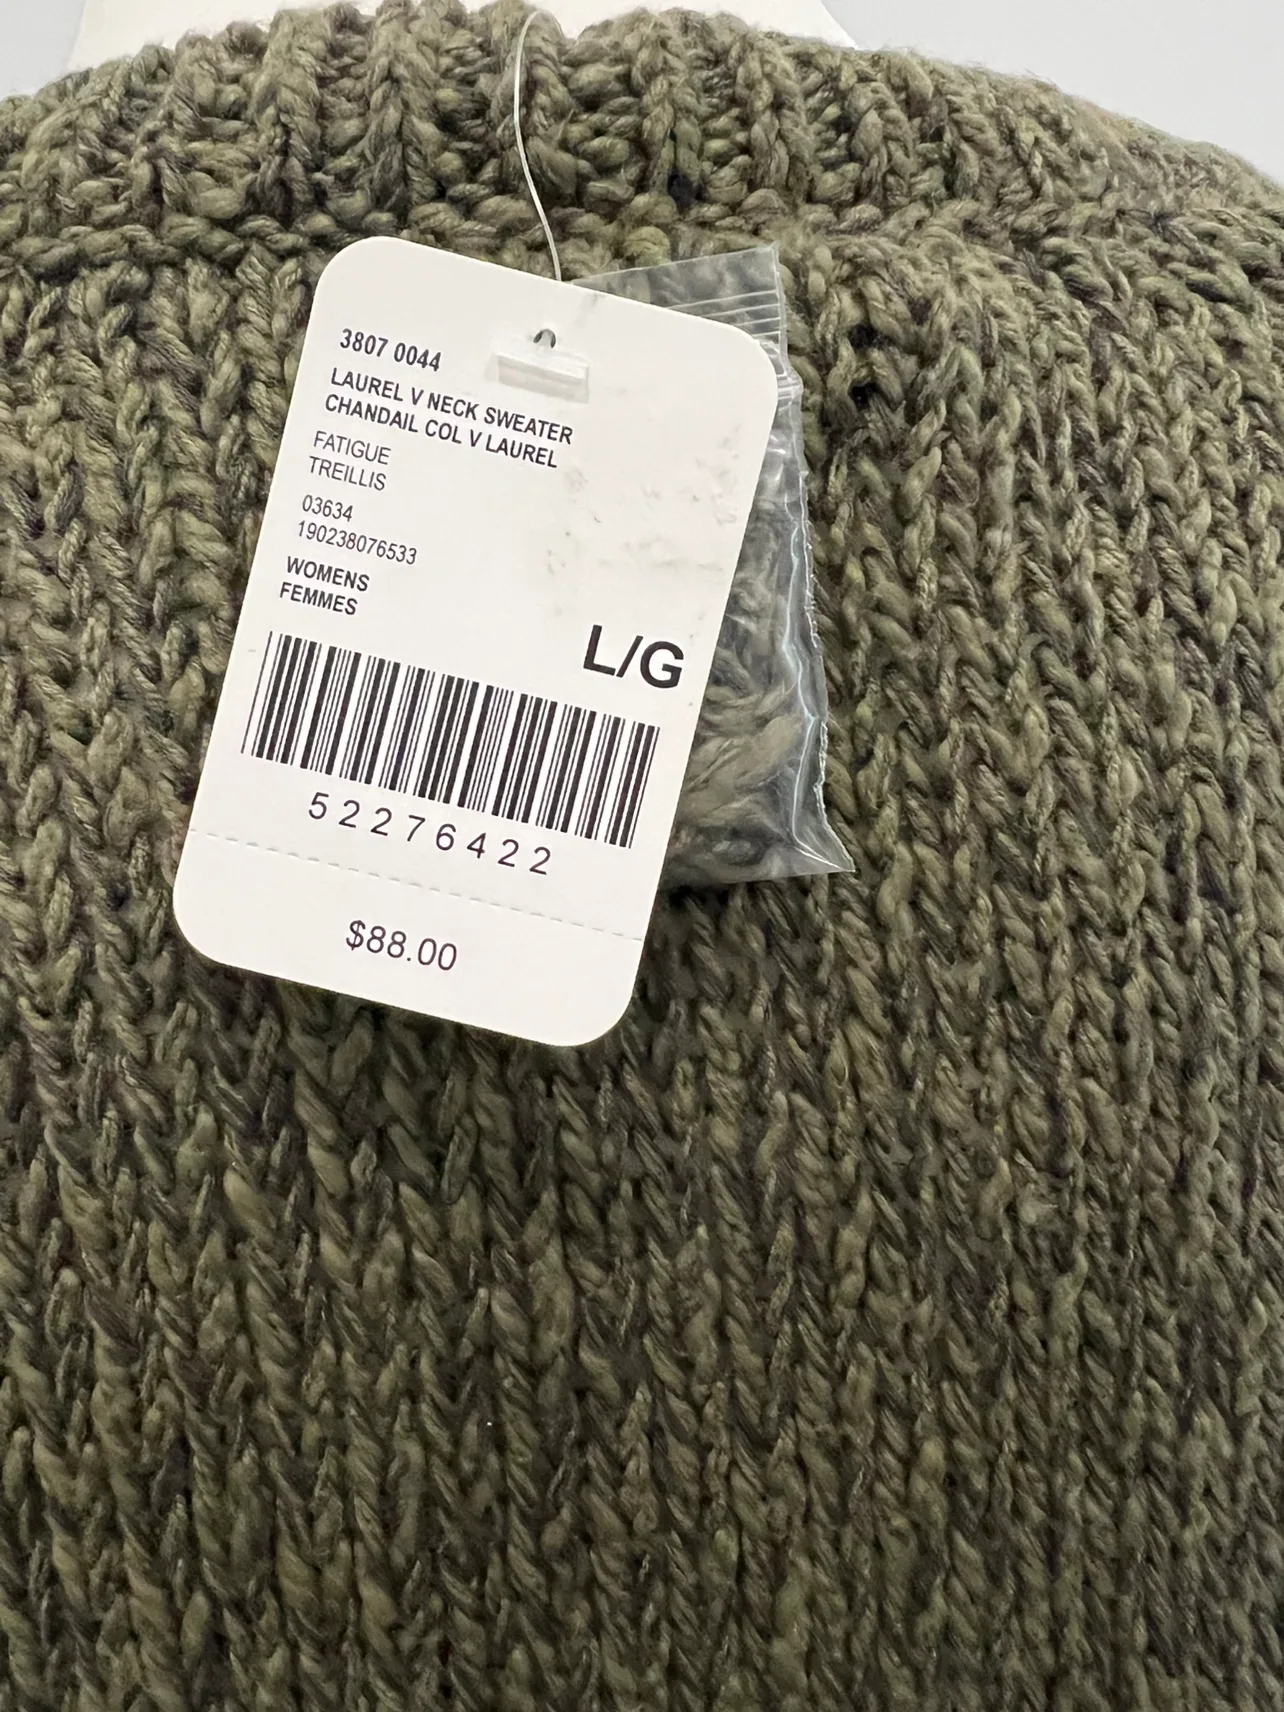 3807 0044
LAUREL V NECK SWEATER
CHANDAIL COL V LAUREL
FATIGUE
TREILLIS
03634
190238076533
WOMENS
FEMMES
L/G
52276422
$88.00